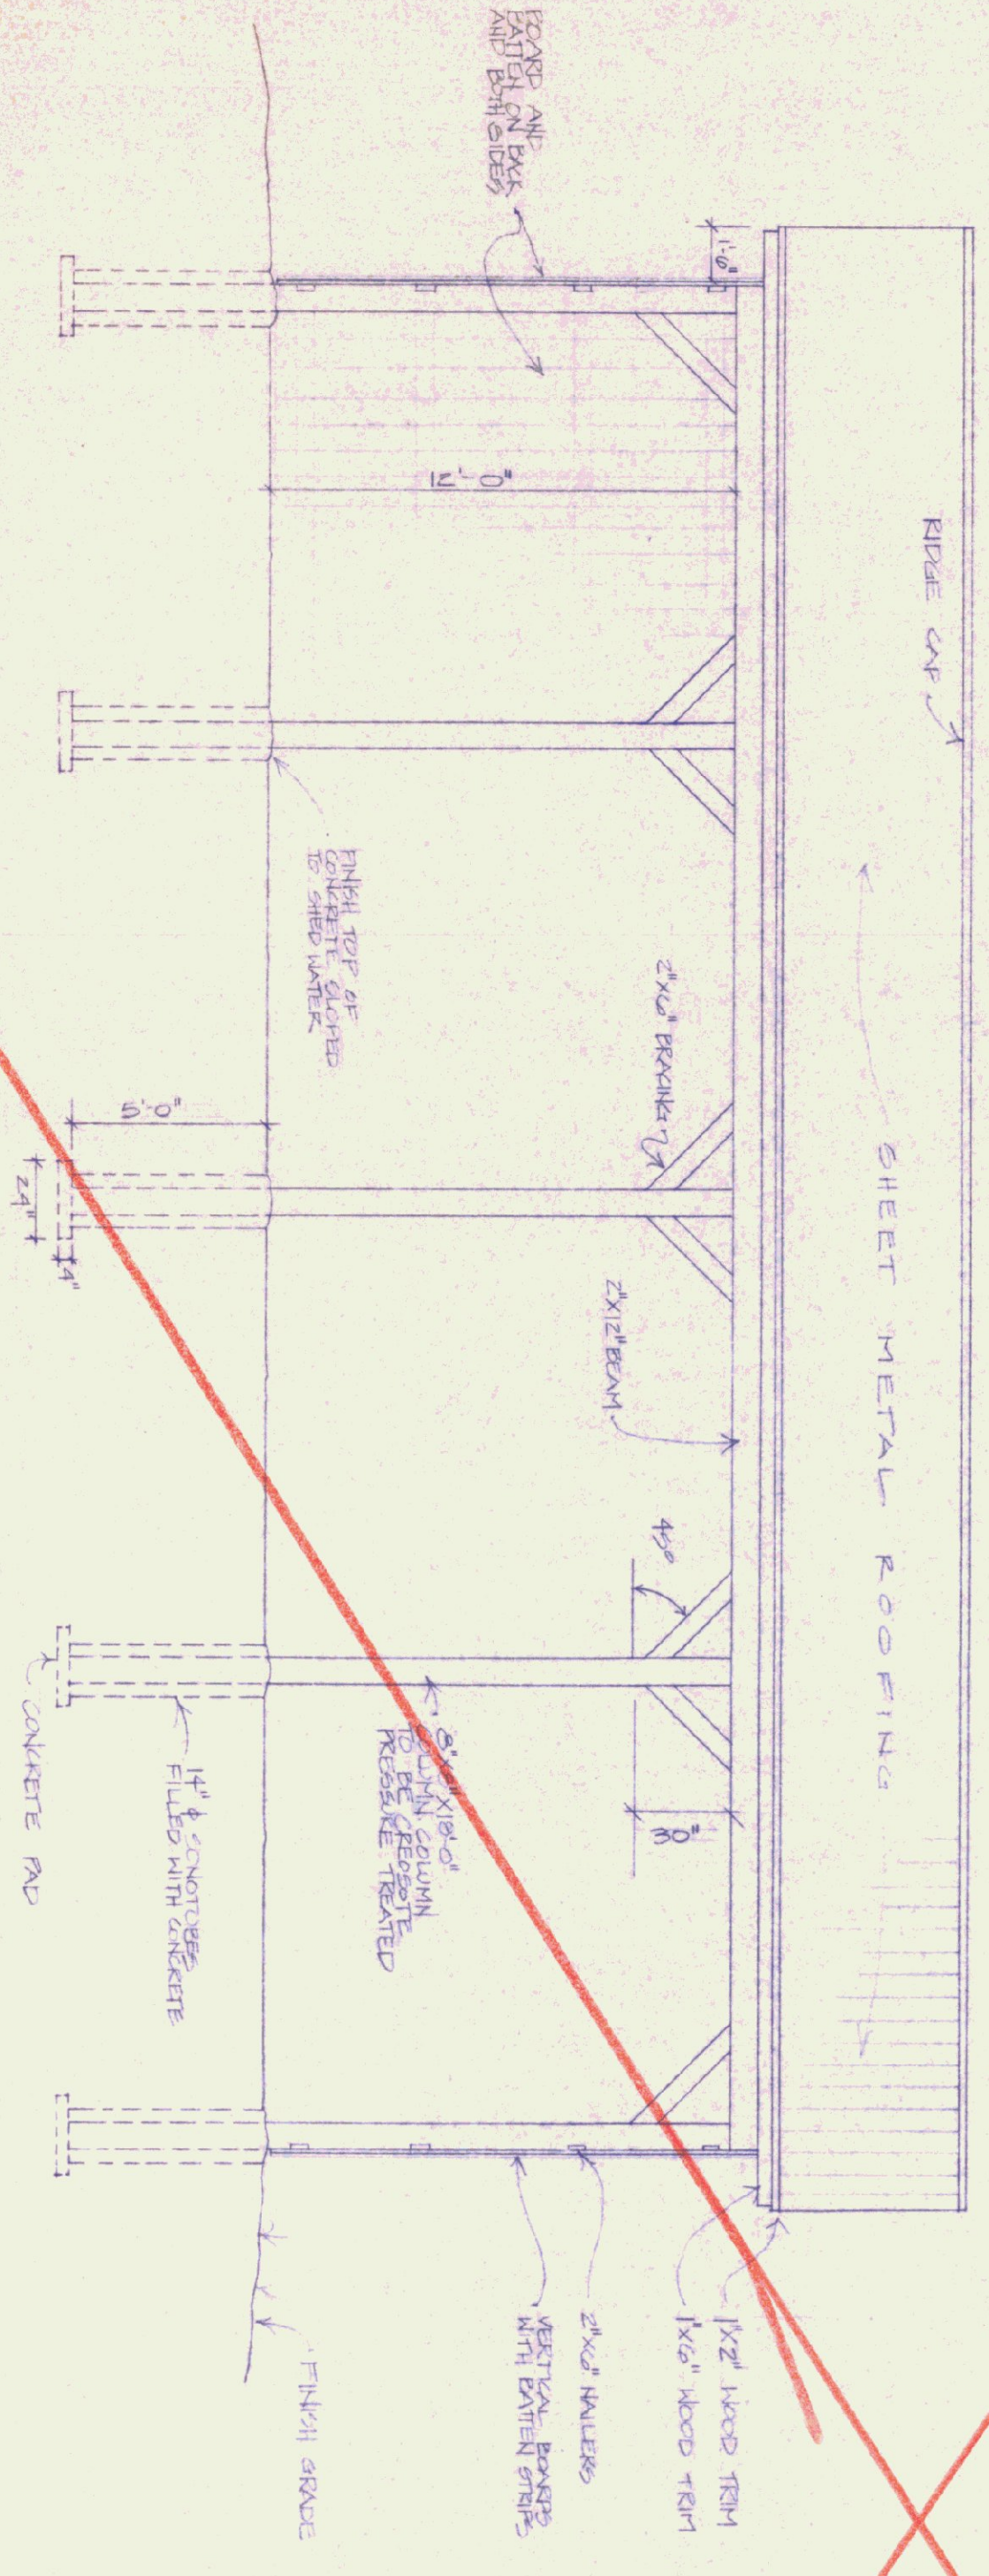 RIDGE CAP
SHEET METAL ROOFING
1'-6"
BOARD AND
BATTEN ON BACK
AND BOTH SIDES
12'-0"
2"X6" BRACING
2"X12" BEAM
45°
30"
1"X2" WOOD TRIM
1"X6" WOOD TRIM
2"X6" NAILERS
VERTICAL BOARDS
WITH BATTEN STRIPS
FINISH TOP OF
CONCRETE SLOPED
TO SHED WATER
8"X8"X18'-0"
COLUMN. COLUMN
TO BE CREOSOTE
PRESSURE TREATED
FINISH GRADE
5'-0"
24"
4"
14" ϕ SONOTUBES
FILLED WITH CONCRETE
CONCRETE PAD